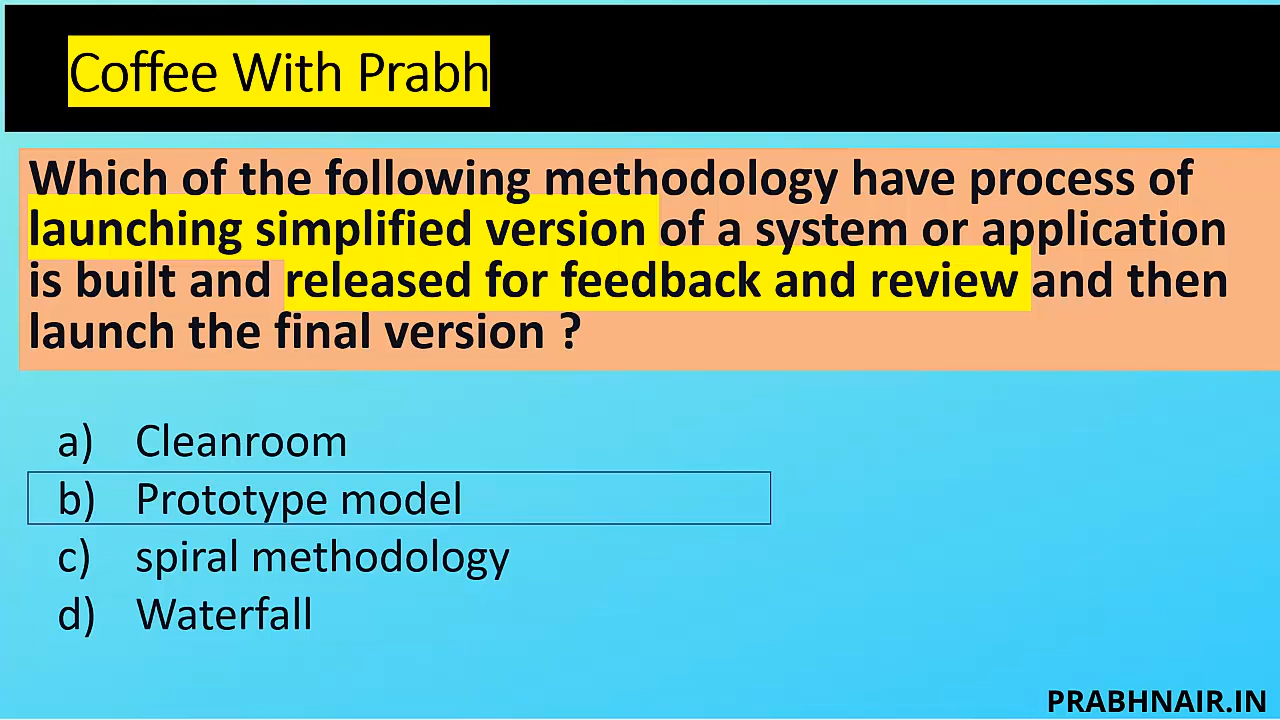 Coffee With Prabh
Which of the following methodology have process of
launching simplified version of a system or application
is built and released for feedback and review and then
launch the final version ?
a) Cleanroom
b) Prototype model
c) spiral methodology
d) Waterfall
PRABHNAIR.IN